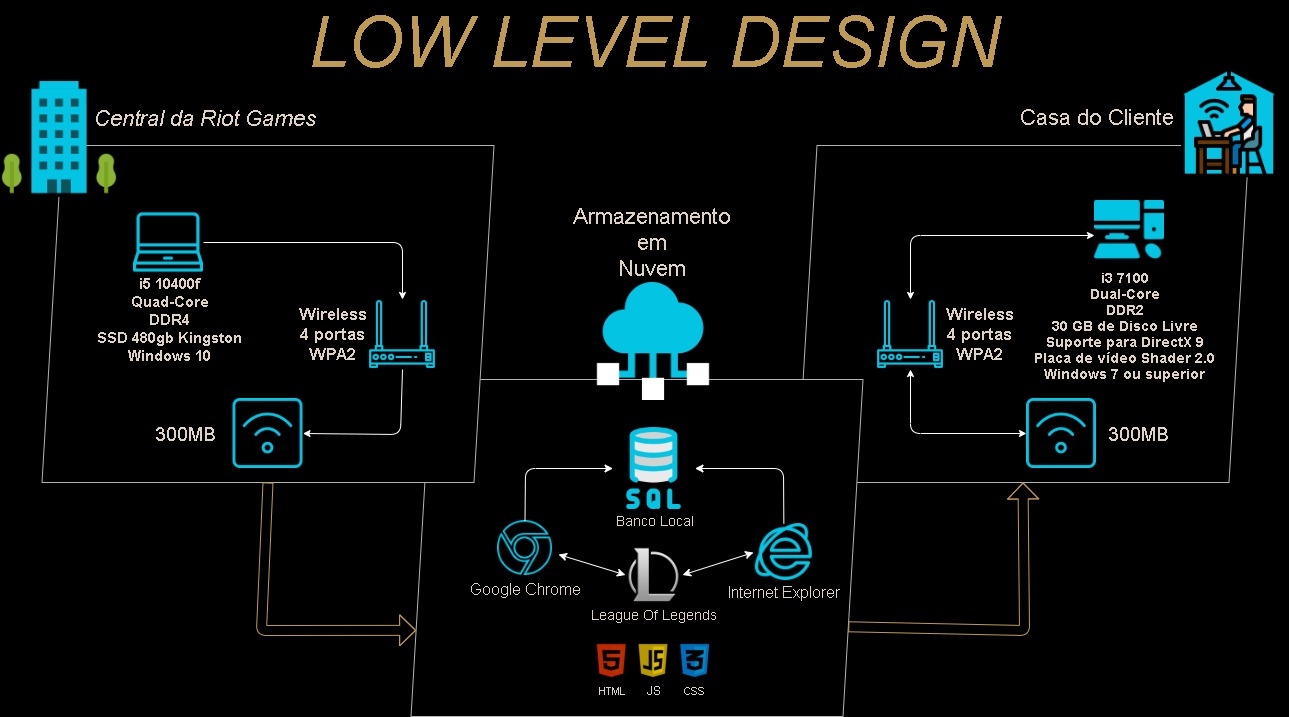 LOW LEVEL DESIGN
Central da Riot Games
i5 10400f
Quad-Core
DDR4
SSD 480gb Kingston
Windows 10
Wireless
4 portas
WPA2
300MB
Armazenamento
em
Nuvem
SQL
Banco Local
Google Chrome
Internet Explorer
L
League Of Legends
5
JS
3
HTML
JS
CSS
Casa do Cliente
i3 7100
Dual-Core
DDR2
30 GB de Disco Livre
Suporte para DirectX 9
Placa de vídeo Shader 2.0
Windows 7 ou superior
Wireless
4 portas
WPA2
300MB